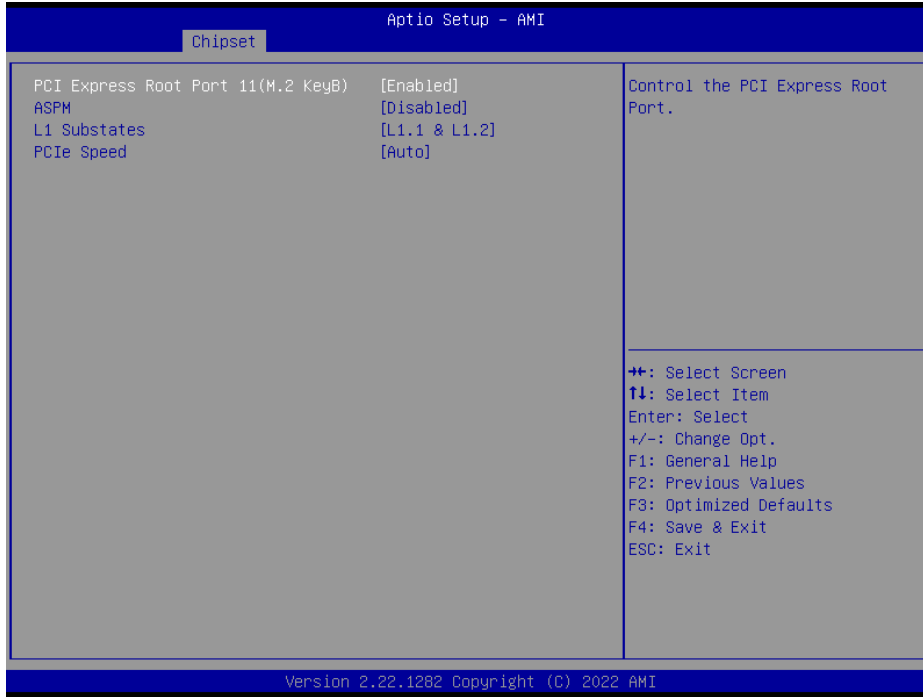 Aptio Setup – AMI
Chipset
PCI Express Root Port 11(M.2 KeyB) [Enabled]
ASPM [Disabled]
L1 Substates [L1.1 & L1.2]
PCIe Speed [Auto]
Control the PCI Express Root
Port.
→←: Select Screen
↑↓: Select Item
Enter: Select
+/-: Change Opt.
F1: General Help
F2: Previous Values
F3: Optimized Defaults
F4: Save & Exit
ESC: Exit
Version 2.22.1282 Copyright (C) 2022 AMI